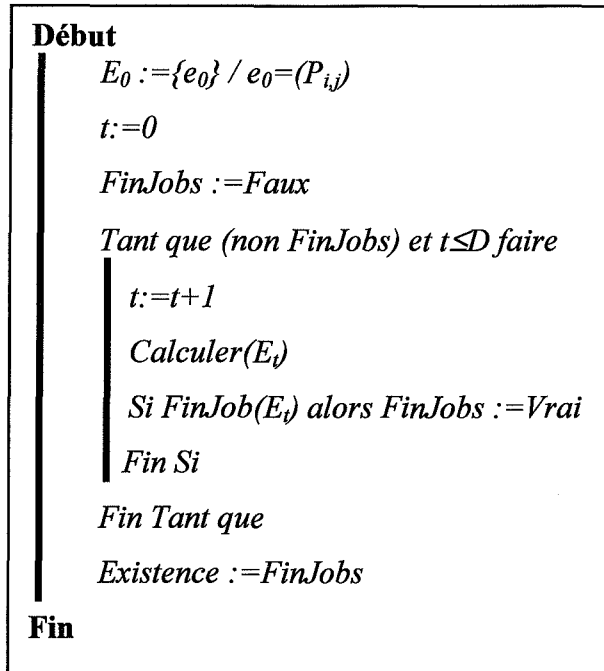 Début
E₀ :={e₀} / e₀=(Pᵢ,ⱼ)
t:=0
FinJobs :=Faux
Tant que (non FinJobs) et t≤D faire
t:=t+1
Calculer(Eₜ)
Si FinJob(Eₜ) alors FinJobs :=Vrai
Fin Si
Fin Tant que
Existence :=FinJobs
Fin